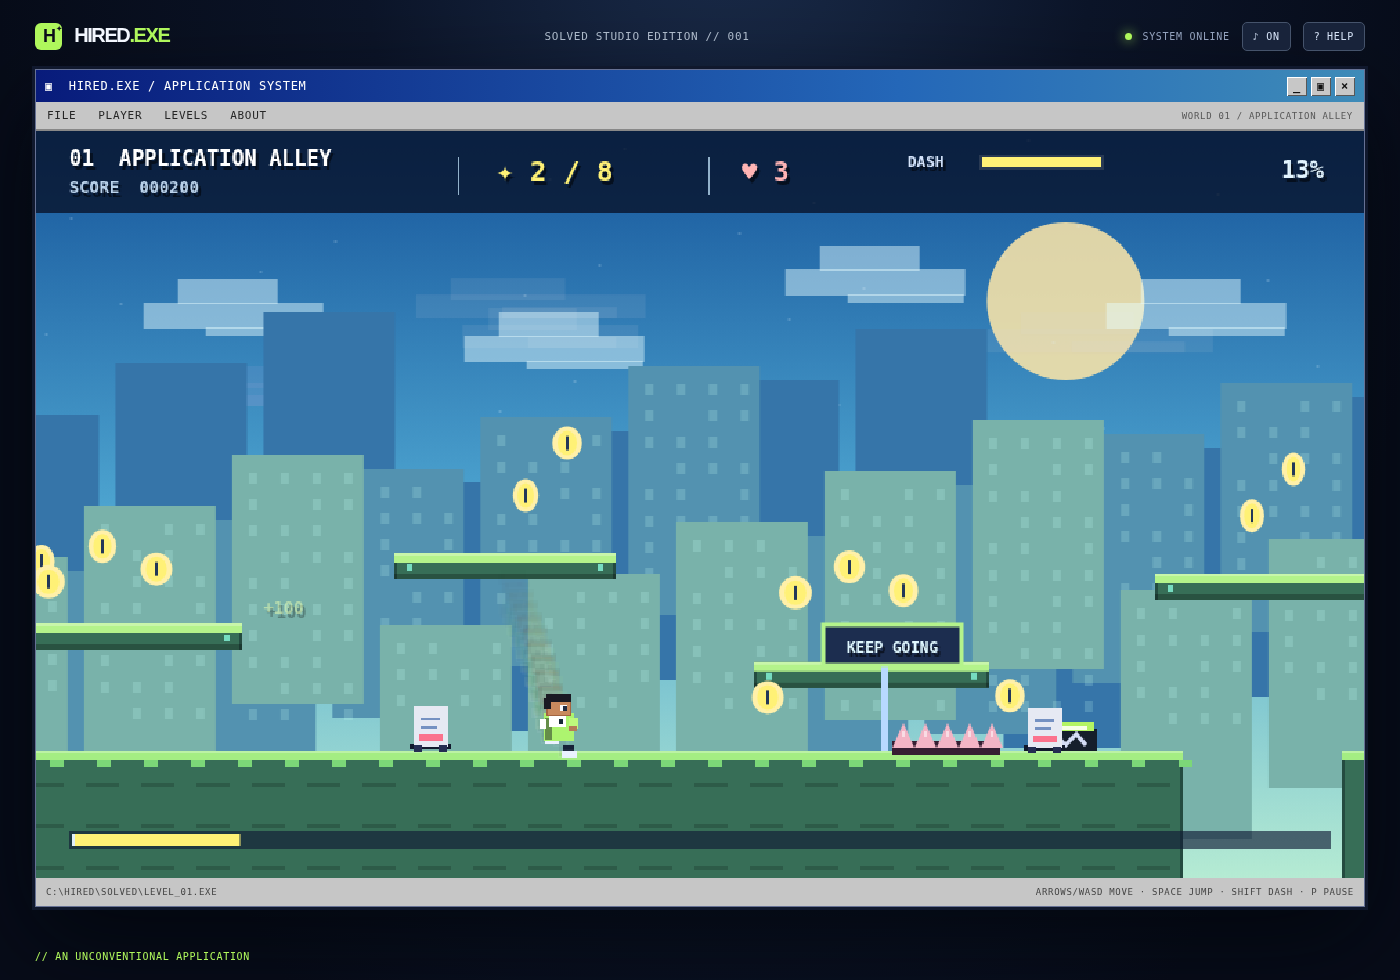 H HIRED.EXE
SOLVED STUDIO EDITION // 001
SYSTEM ONLINE
♪ ON
? HELP
HIRED.EXE / APPLICATION SYSTEM
FILE PLAYER LEVELS ABOUT
WORLD 01 / APPLICATION ALLEY
01 APPLICATION ALLEY
SCORE 000200
✦ 2 / 8
♥ 3
DASH
13%
+100
KEEP GOING
C:\HIRED\SOLVED\LEVEL_01.EXE
ARROWS/WASD MOVE · SPACE JUMP · SHIFT DASH · P PAUSE
// AN UNCONVENTIONAL APPLICATION